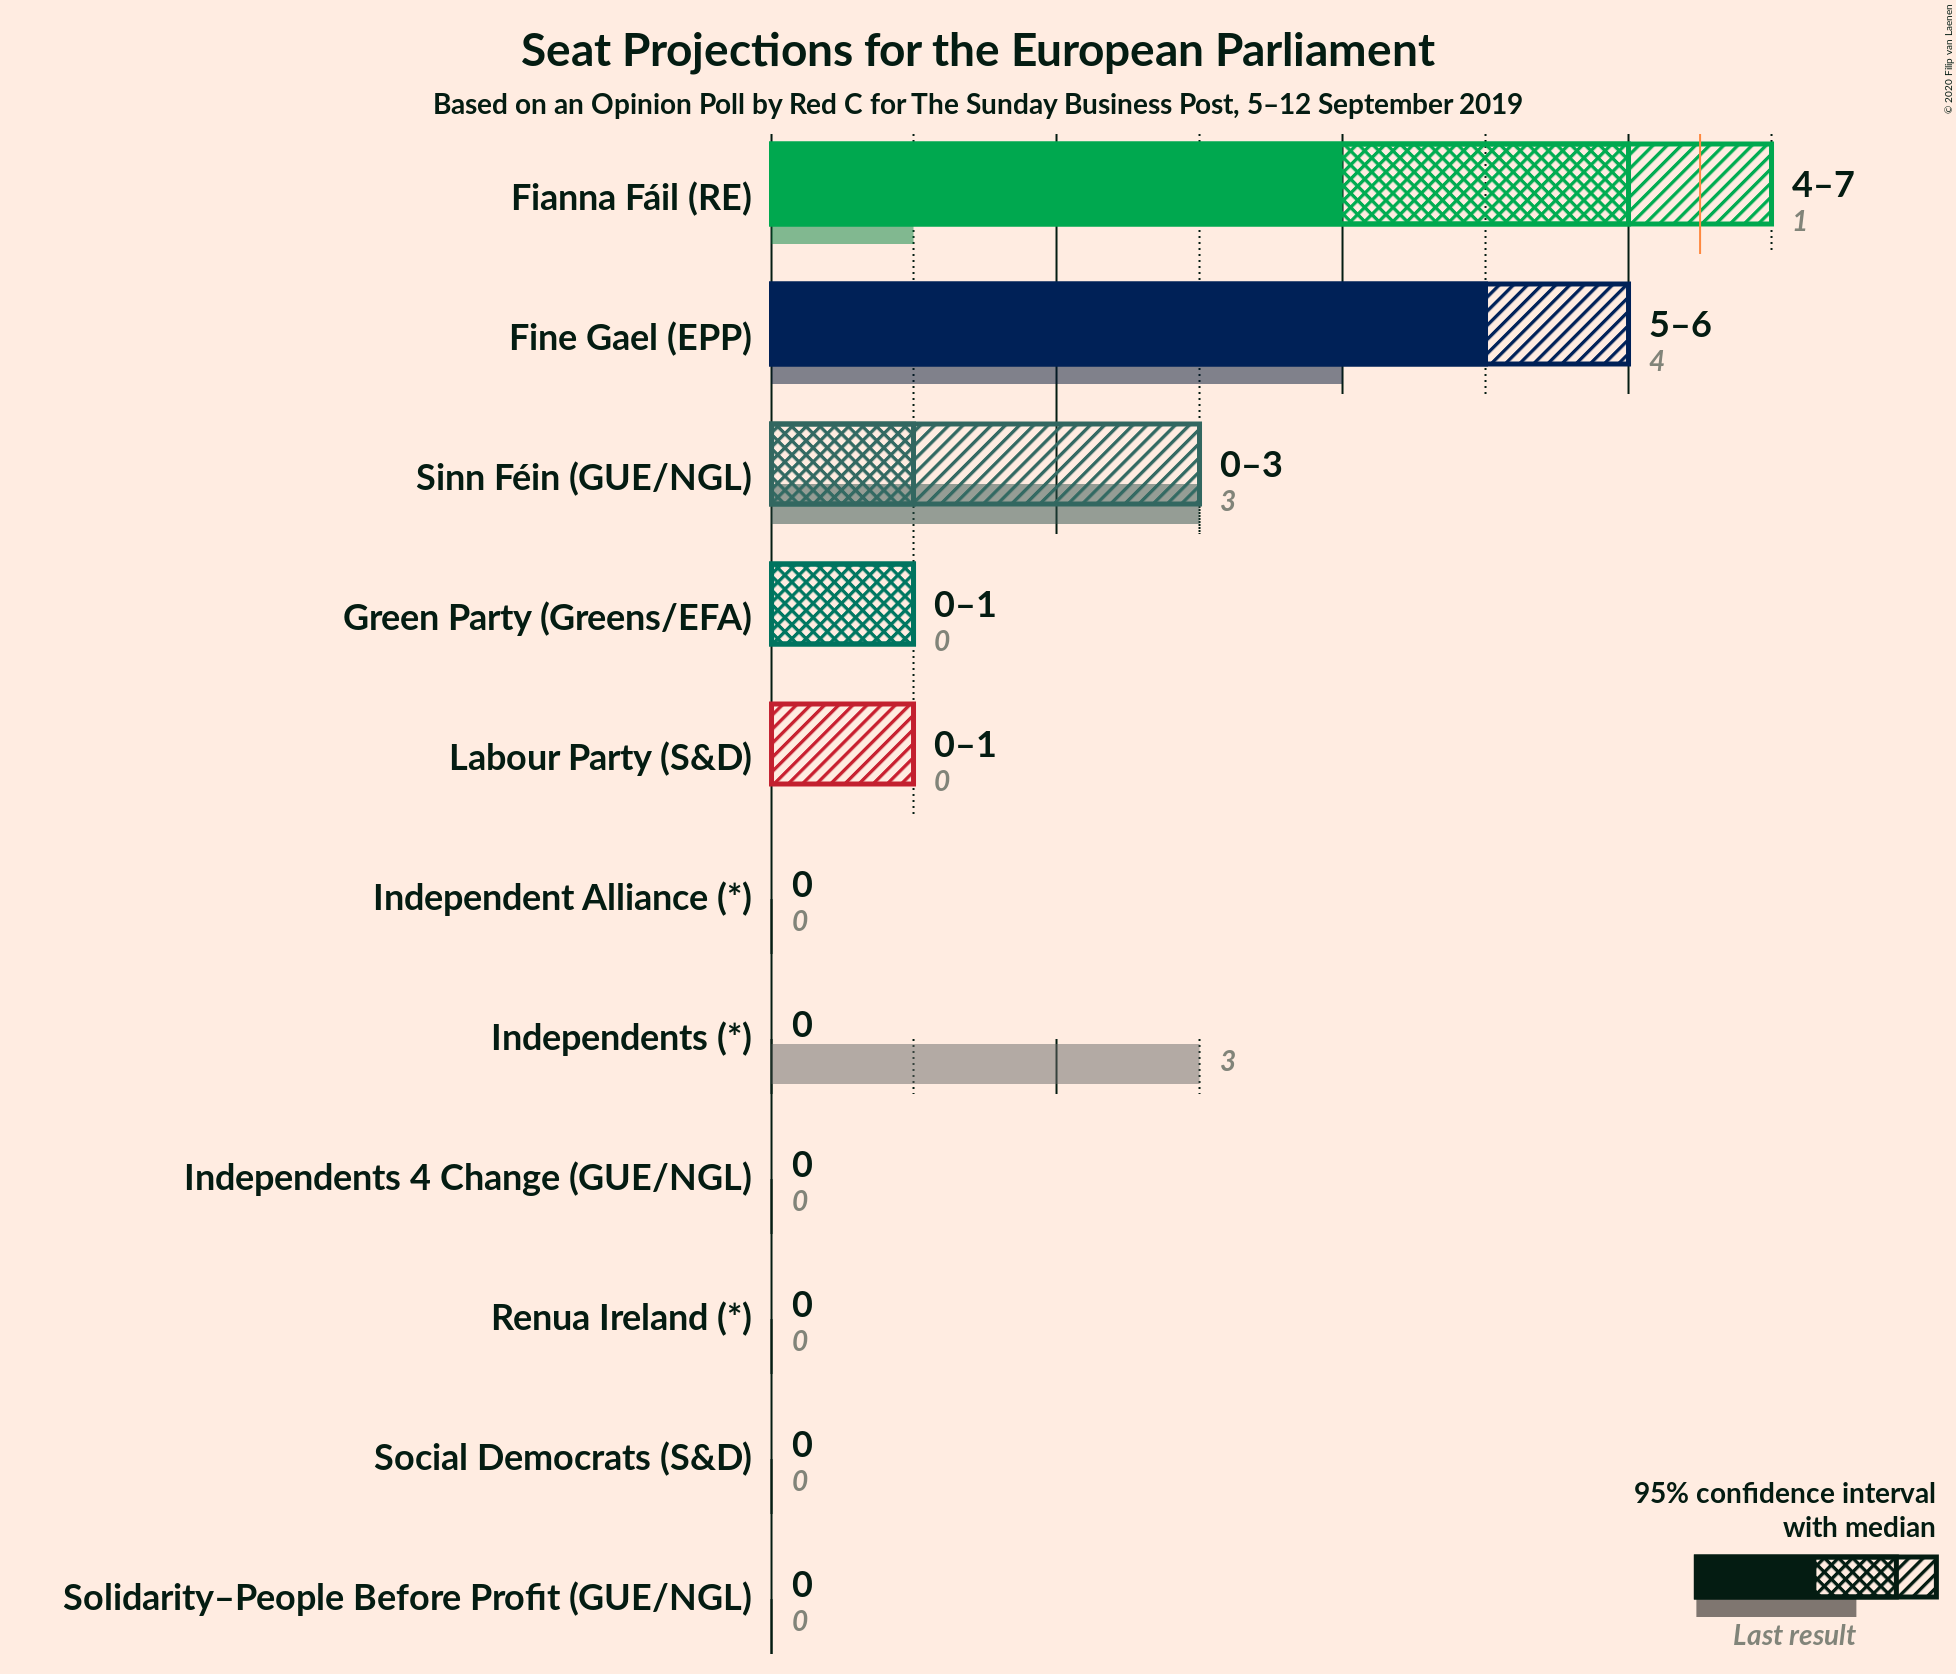 Seat Projections for the European Parliament
Based on an Opinion Poll by Red C for The Sunday Business Post, 5–12 September 2019
© 2020 Filip van Laenen
Fianna Fáil (RE)
4–7
1
Fine Gael (EPP)
5–6
4
Sinn Féin (GUE/NGL)
0–3
3
Green Party (Greens/EFA)
0–1
0
Labour Party (S&D)
0–1
0
Independent Alliance (*)
0
0
Independents (*)
0
3
Independents 4 Change (GUE/NGL)
0
0
Renua Ireland (*)
0
0
Social Democrats (S&D)
0
0
Solidarity–People Before Profit (GUE/NGL)
0
0
95% confidence interval
with median
Last result